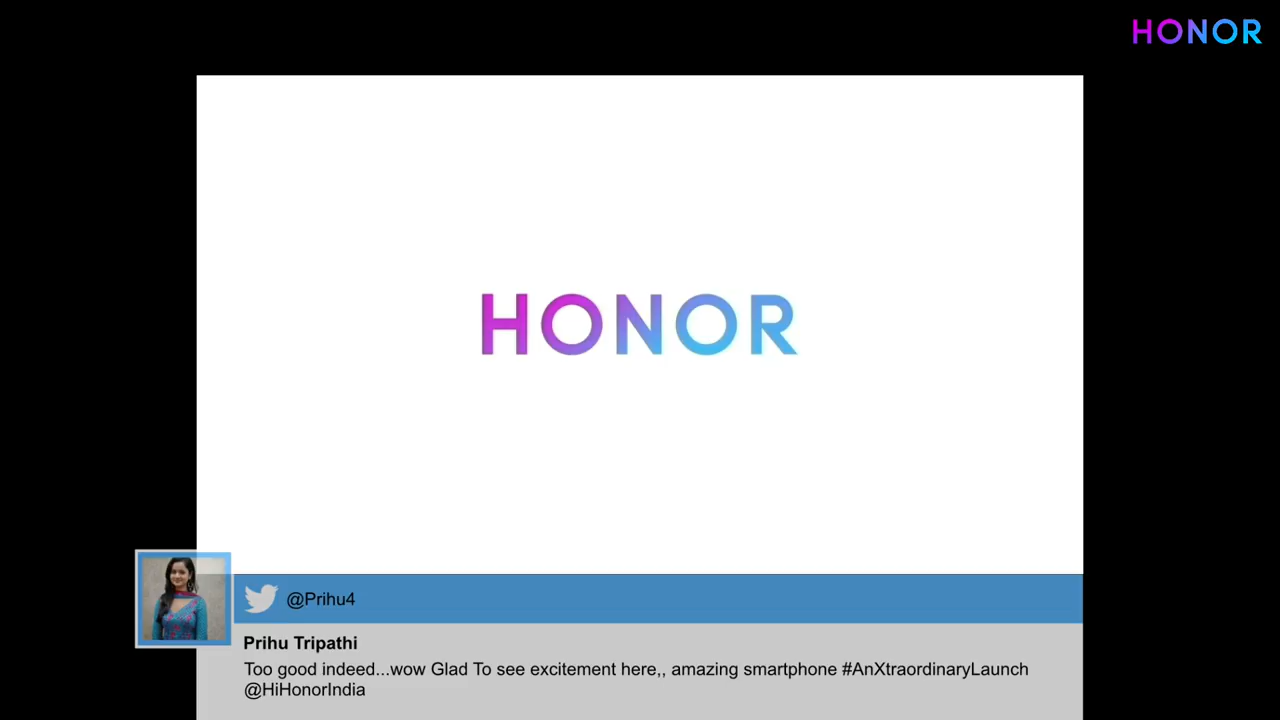 HONOR
HONOR
@Prihu4
Prihu Tripathi
Too good indeed...wow Glad To see excitement here,, amazing smartphone #AnXtraordinaryLaunch
@HiHonorIndia